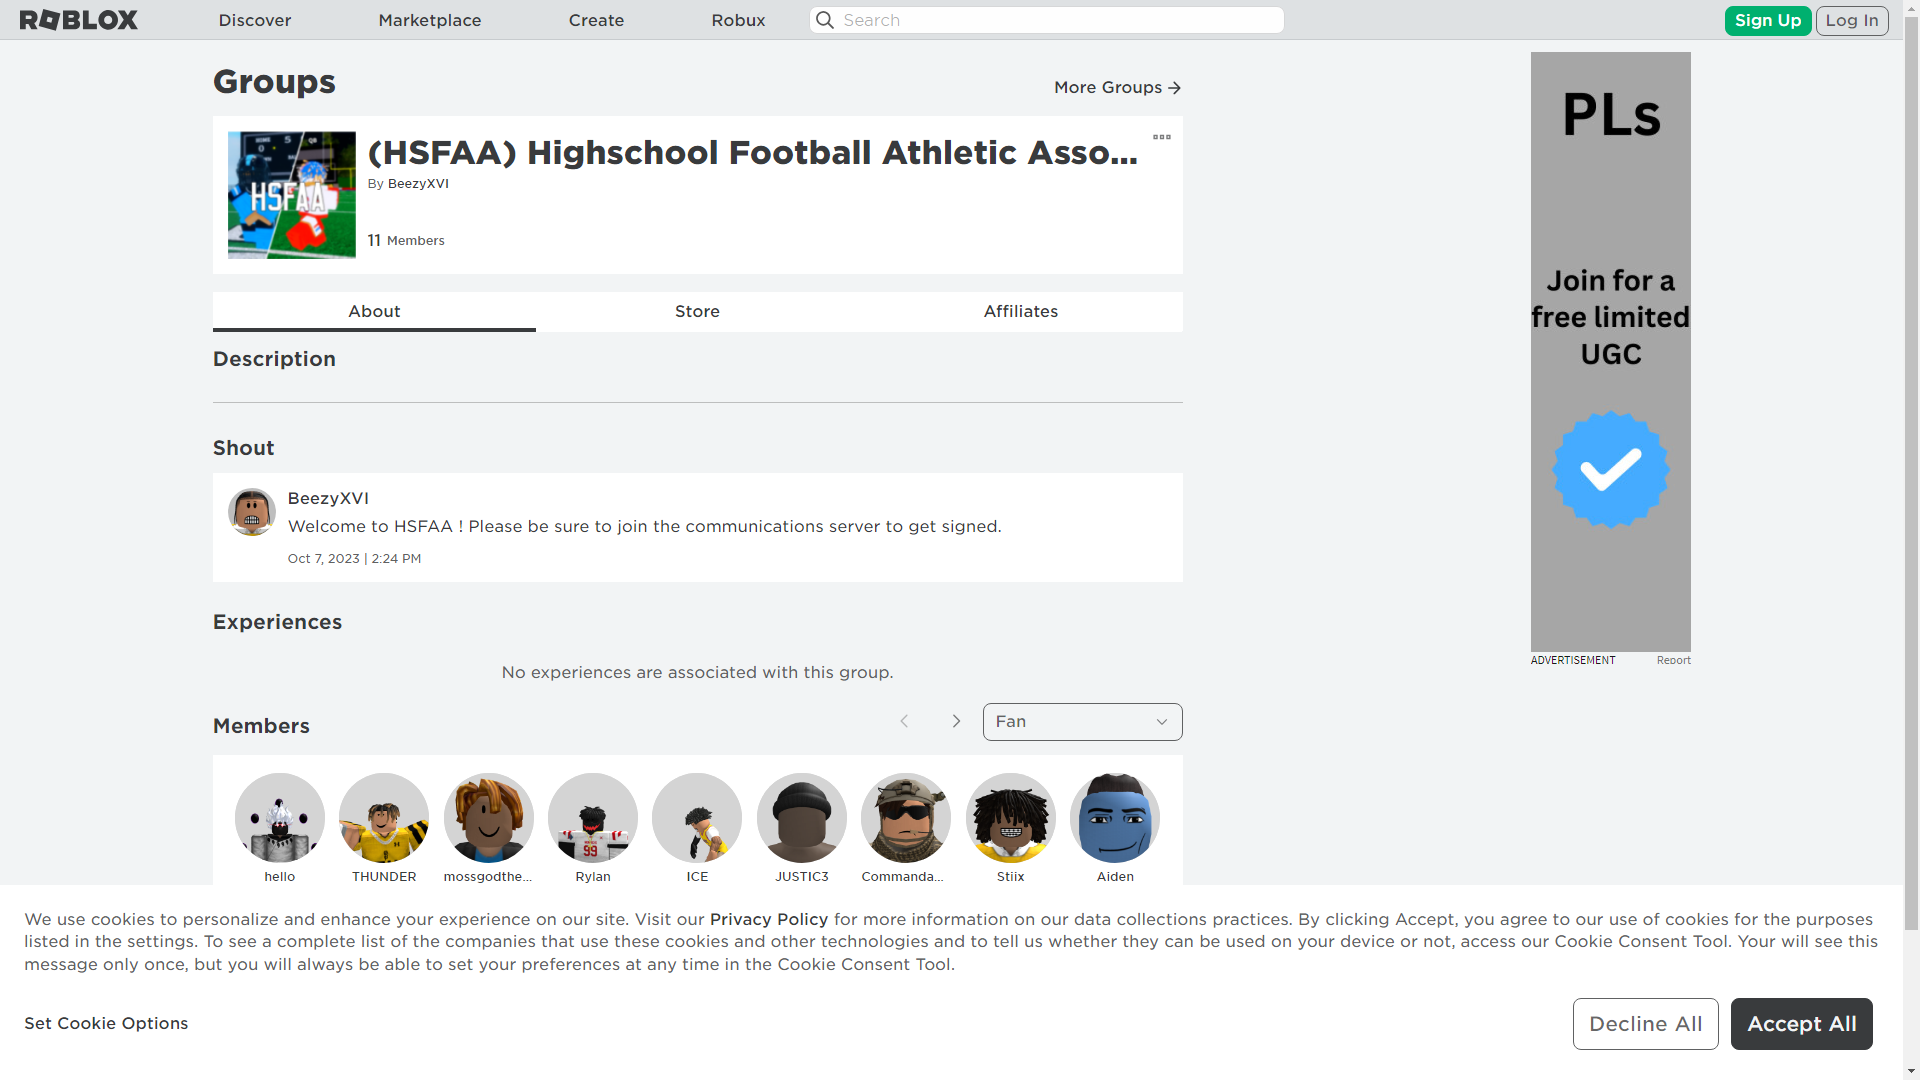 ROBLOX
Discover
Marketplace
Create
Robux
Search
Sign Up
Log In
Groups
More Groups
HSFAA
(HSFAA) Highschool Football Athletic Asso...
By BeezyXVI
11 Members
About
Store
Affiliates
Description
Shout
BeezyXVI
Welcome to HSFAA ! Please be sure to join the communications server to get signed.
Oct 7, 2023 | 2:24 PM
Experiences
No experiences are associated with this group.
Members
Fan
99
hello
THUNDER
mossgodthe...
Rylan
ICE
JUSTIC3
Commanda...
Stiix
Aiden
PLs
Join for a
free limited
UGC
ADVERTISEMENT
Report
We use cookies to personalize and enhance your experience on our site. Visit our Privacy Policy for more information on our data collections practices. By clicking Accept, you agree to our use of cookies for the purposes
listed in the settings. To see a complete list of the companies that use these cookies and other technologies and to tell us whether they can be used on your device or not, access our Cookie Consent Tool. Your will see this
message only once, but you will always be able to set your preferences at any time in the Cookie Consent Tool.
Set Cookie Options
Decline All
Accept All